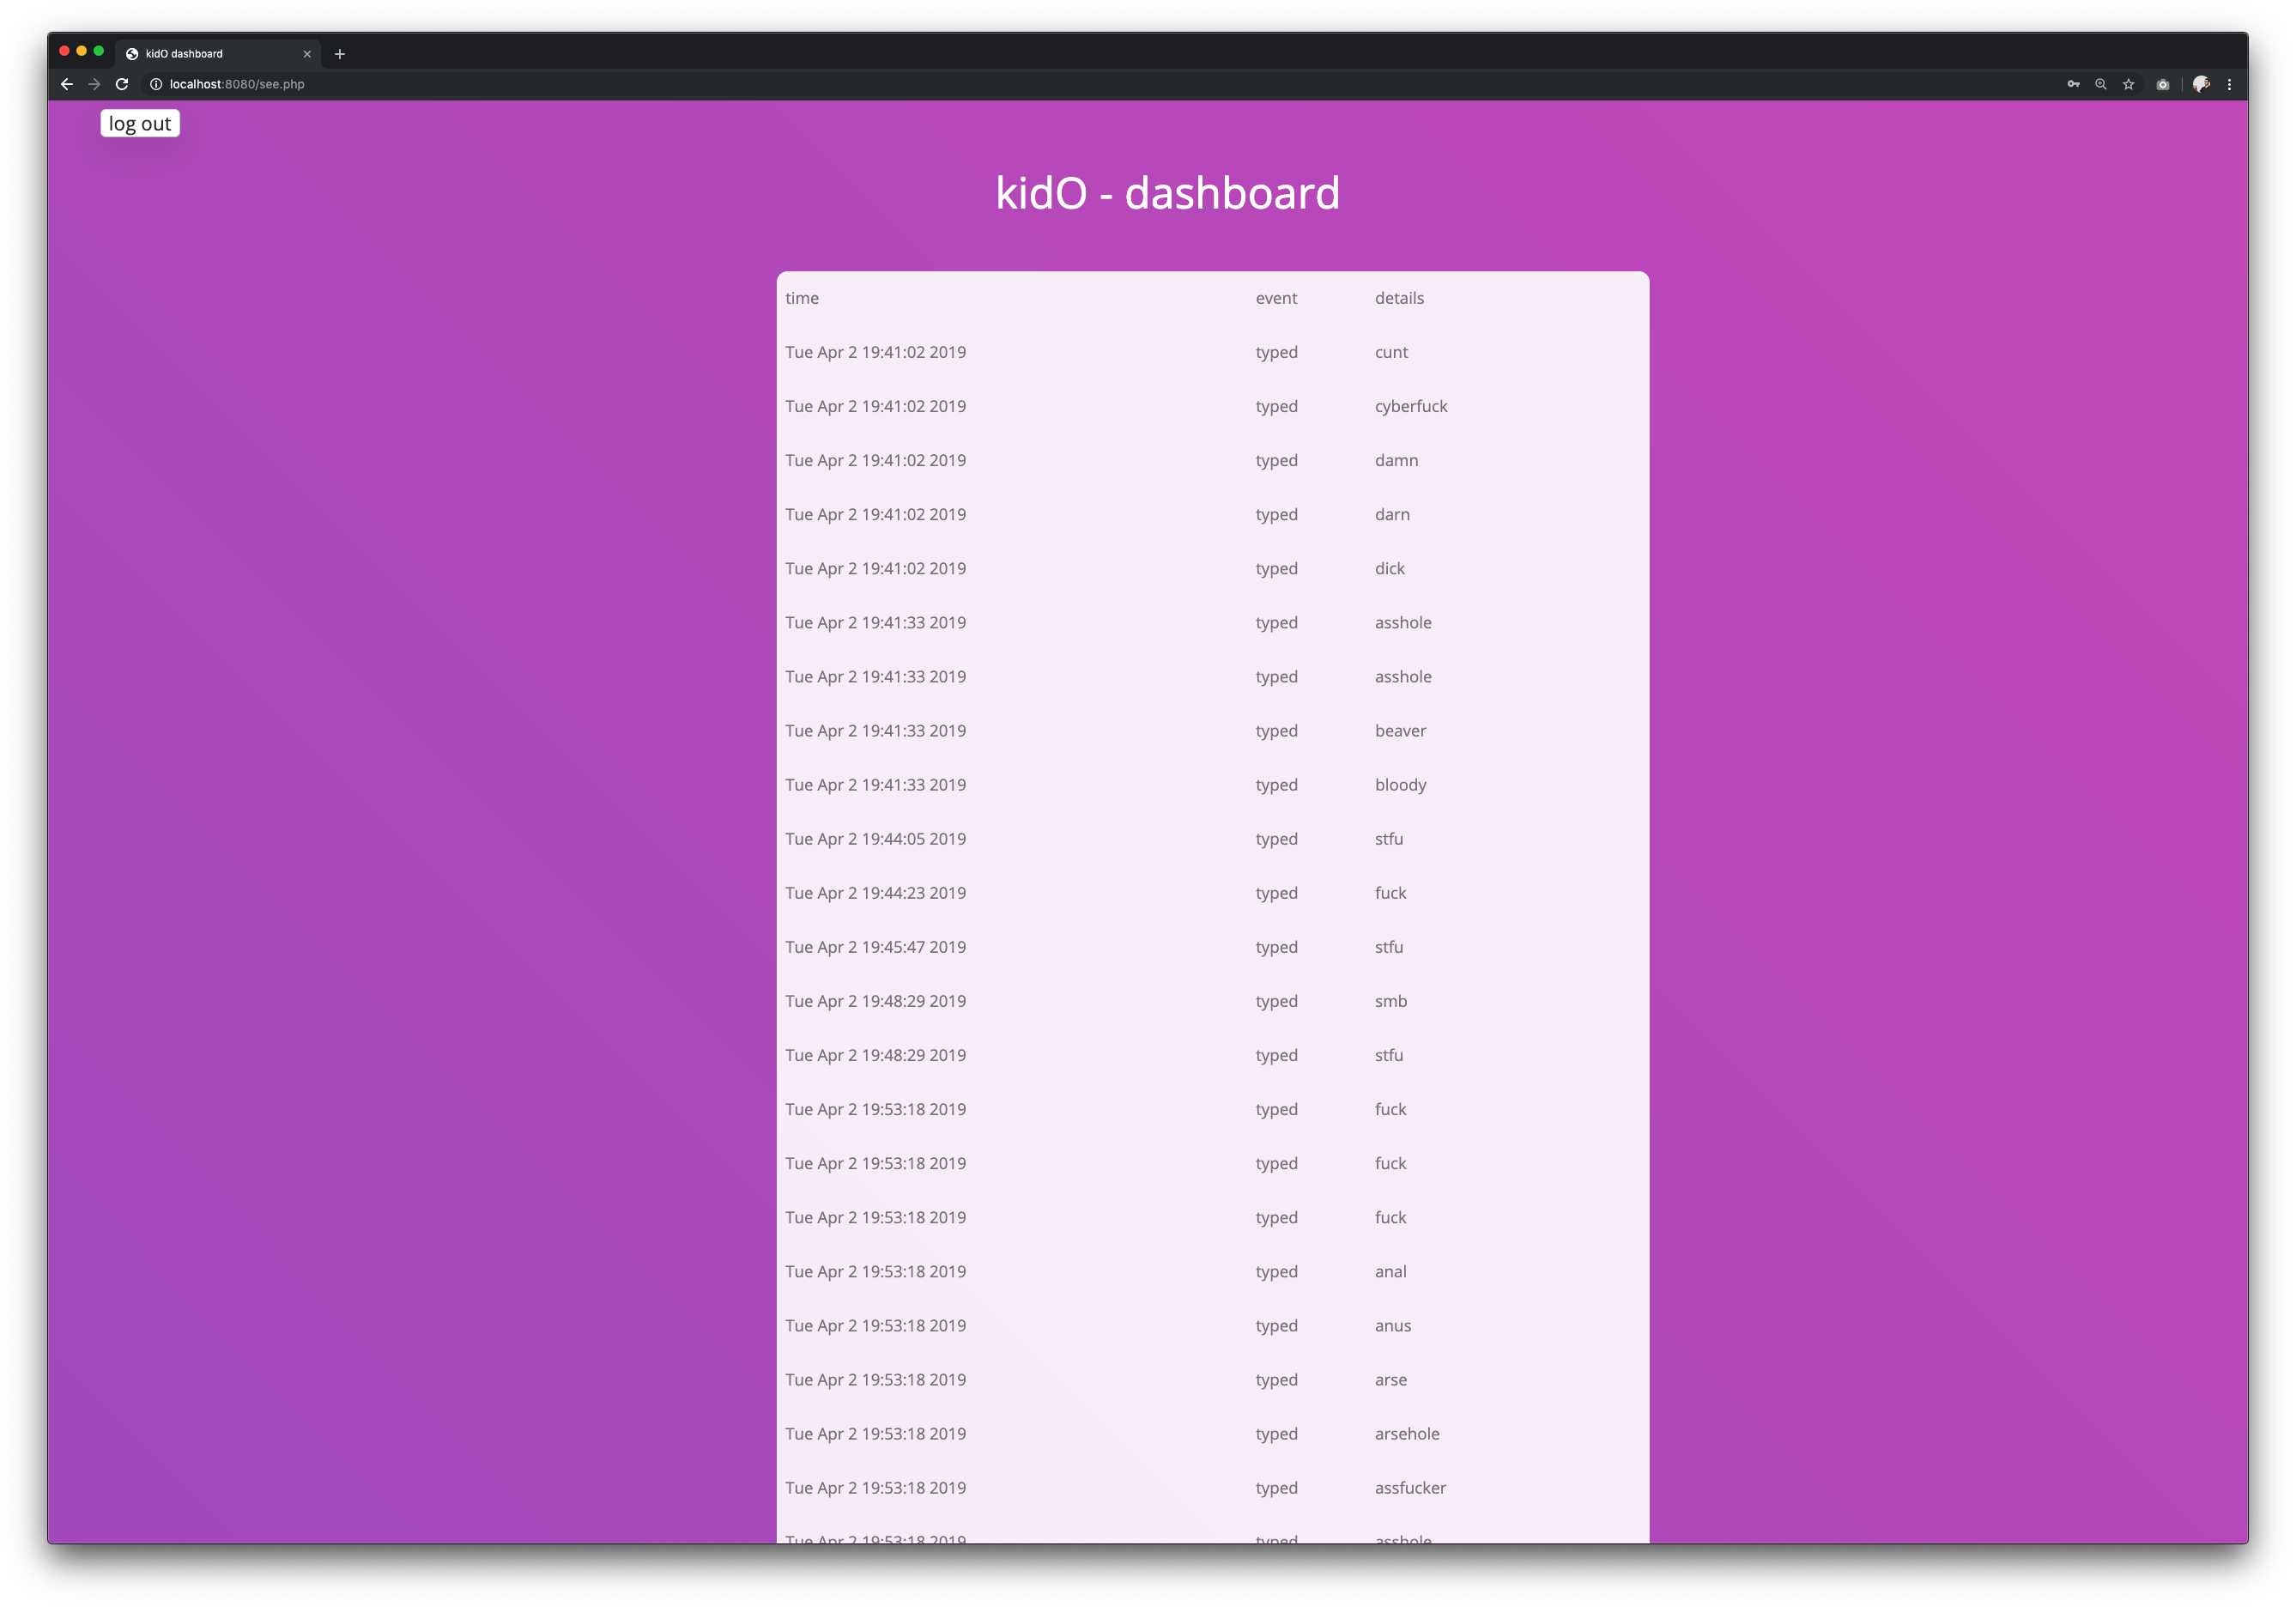 kidO dashboard
localhost:8080/see.php
log out
kidO - dashboard
time event details
Tue Apr 2 19:41:02 2019 typed cunt
Tue Apr 2 19:41:02 2019 typed cyberfuck
Tue Apr 2 19:41:02 2019 typed damn
Tue Apr 2 19:41:02 2019 typed darn
Tue Apr 2 19:41:02 2019 typed dick
Tue Apr 2 19:41:33 2019 typed asshole
Tue Apr 2 19:41:33 2019 typed asshole
Tue Apr 2 19:41:33 2019 typed beaver
Tue Apr 2 19:41:33 2019 typed bloody
Tue Apr 2 19:44:05 2019 typed stfu
Tue Apr 2 19:44:23 2019 typed fuck
Tue Apr 2 19:45:47 2019 typed stfu
Tue Apr 2 19:48:29 2019 typed smb
Tue Apr 2 19:48:29 2019 typed stfu
Tue Apr 2 19:53:18 2019 typed fuck
Tue Apr 2 19:53:18 2019 typed fuck
Tue Apr 2 19:53:18 2019 typed fuck
Tue Apr 2 19:53:18 2019 typed anal
Tue Apr 2 19:53:18 2019 typed anus
Tue Apr 2 19:53:18 2019 typed arse
Tue Apr 2 19:53:18 2019 typed arsehole
Tue Apr 2 19:53:18 2019 typed assfucker
Tue Apr 2 19:53:18 2019 typed asshole